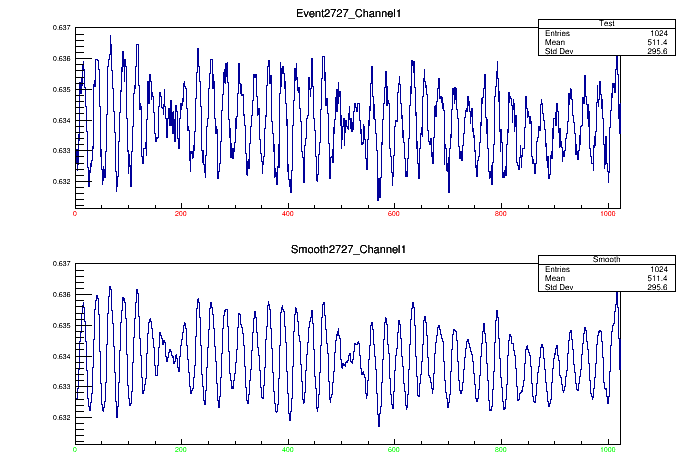 Event2727_Channel1
Test
Entries 1024
Mean 511.4
Std Dev 295.6
0.637
0.636
0.635
0.634
0.633
0.632
0 200 400 600 800 1000
Smooth2727_Channel1
Smooth
Entries 1024
Mean 511.4
Std Dev 295.6
0.637
0.636
0.635
0.634
0.633
0.632
0 200 400 600 800 1000